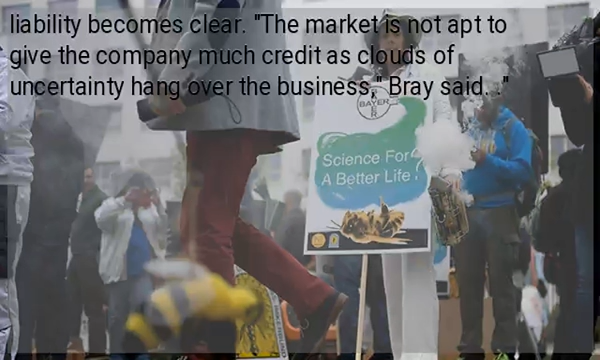 liability becomes clear. "The market is not apt to
give the company much credit as clouds of
uncertainty hang over the business," Bray said. ."
BAYER
Science For
A Better Life?